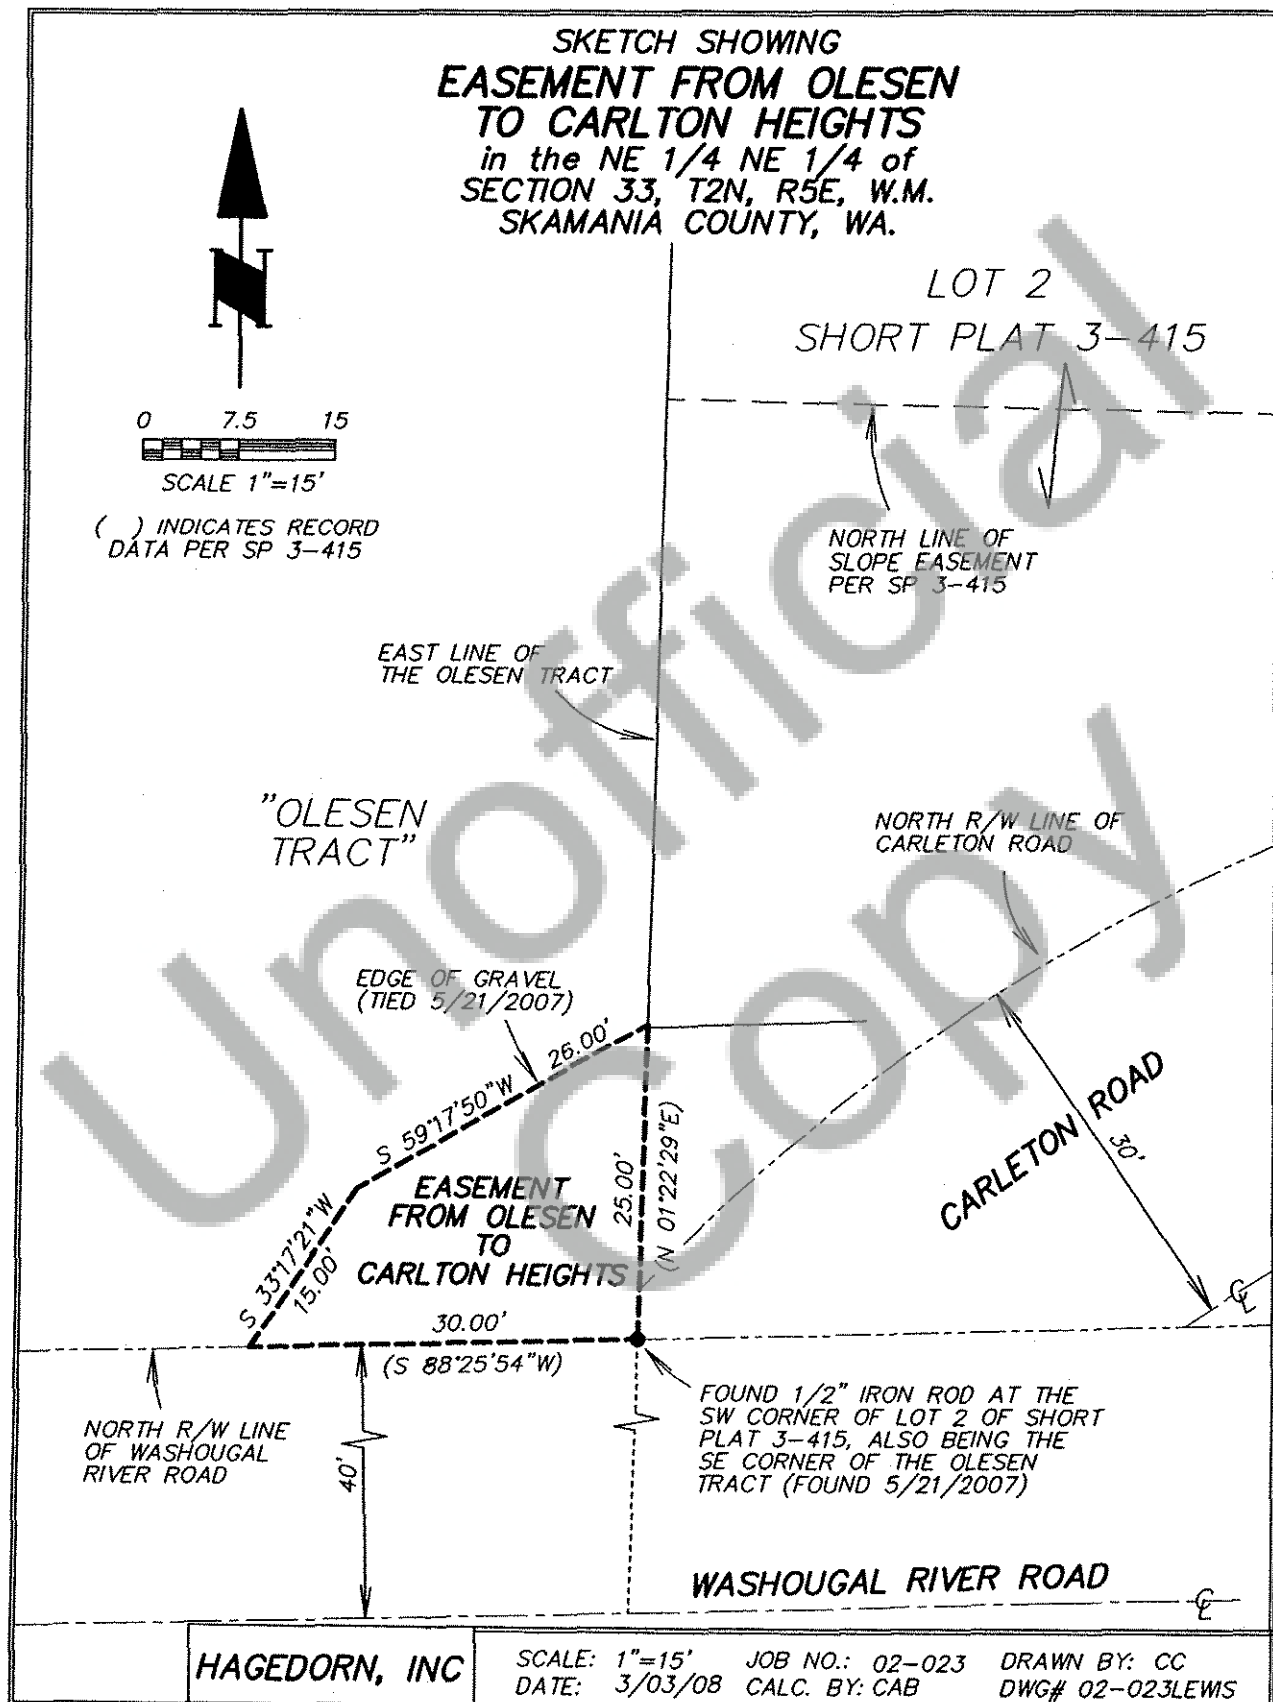 SKETCH SHOWING
EASEMENT FROM OLESEN
TO CARLTON HEIGHTS
in the NE 1/4 NE 1/4 of
SECTION 33, T2N, R5E, W.M.
SKAMANIA COUNTY, WA.
N
0 7.5 15
SCALE 1"=15'
( ) INDICATES RECORD
DATA PER SP 3-415
LOT 2
SHORT PLAT 3-415
NORTH LINE OF
SLOPE EASEMENT
PER SP 3-415
EAST LINE OF
THE OLESEN TRACT
"OLESEN
TRACT"
NORTH R/W LINE OF
CARLETON ROAD
EDGE OF GRAVEL
(TIED 5/21/2007)
S 59°17'50"W 26.00'
S 33°17'21"W
15.00'
EASEMENT
FROM OLESEN
TO
CARLTON HEIGHTS
25.00'
(N 01°22'29"E)
CARLETON ROAD
30'
CL
30.00'
(S 88°25'54"W)
NORTH R/W LINE
OF WASHOUGAL
RIVER ROAD
40'
FOUND 1/2" IRON ROD AT THE
SW CORNER OF LOT 2 OF SHORT
PLAT 3-415, ALSO BEING THE
SE CORNER OF THE OLESEN
TRACT (FOUND 5/21/2007)
WASHOUGAL RIVER ROAD
CL
HAGEDORN, INC
SCALE: 1"=15' JOB NO.: 02-023 DRAWN BY: CC
DATE: 3/03/08 CALC. BY: CAB DWG# 02-023LEWIS
Unofficial
Copy